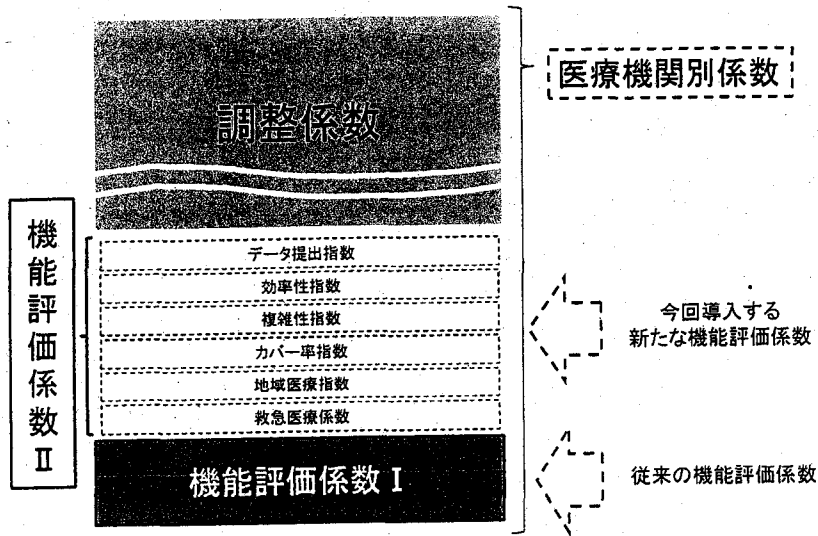 調整係数
医療機関別係数
機能評価係数Ⅱ
データ提出指数
効率性指数
複雑性指数
カバー率指数
地域医療指数
救急医療係数
今回導入する
新たな機能評価係数
機能評価係数Ⅰ
従来の機能評価係数